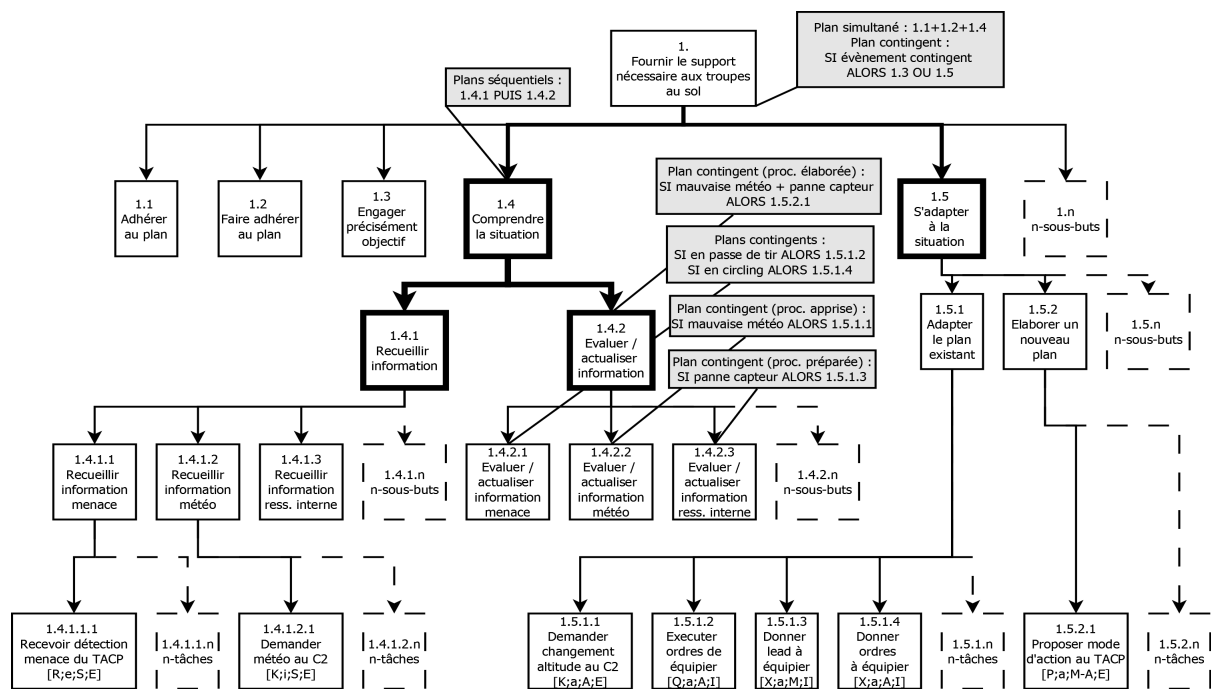 Plan simultané : 1.1+1.2+1.4
Plan contingent :
SI évènement contingent
ALORS 1.3 OU 1.5
1.
Fournir le support
nécessaire aux troupes
au sol
Plans séquentiels :
1.4.1 PUIS 1.4.2
1.1
Adhérer
au plan
1.2
Faire adhérer
au plan
1.3
Engager
précisément
objectif
1.4
Comprendre
la situation
Plan contingent (proc. élaborée) :
SI mauvaise météo + panne capteur
ALORS 1.5.2.1
Plans contingents :
SI en passe de tir ALORS 1.5.1.2
SI en circling ALORS 1.5.1.4
Plan contingent (proc. apprise) :
SI mauvaise météo ALORS 1.5.1.1
Plan contingent (proc. préparée) :
SI panne capteur ALORS 1.5.1.3
1.5
S'adapter
à la
situation
1.n
n-sous-buts
1.4.1
Recueillir
information
1.4.2
Evaluer /
actualiser
information
1.5.1
Adapter
le plan
existant
1.5.2
Elaborer un
nouveau
plan
1.5.n
n-sous-buts
1.4.1.1
Recueillir
information
menace
1.4.1.2
Recueillir
information
météo
1.4.1.3
Recueillir
information
ress. interne
1.4.1.n
n-sous-buts
1.4.2.1
Evaluer /
actualiser
information
menace
1.4.2.2
Evaluer /
actualiser
information
météo
1.4.2.3
Evaluer /
actualiser
information
ress. interne
1.4.2.n
n-sous-buts
1.4.1.1.1
Recevoir détection
menace du TACP
[R;e;S;E]
1.4.1.1.n
n-tâches
1.4.1.2.1
Demander
météo au C2
[K;i;S;E]
1.4.1.2.n
n-tâches
1.5.1.1
Demander
changement
altitude au C2
[K;a;A;E]
1.5.1.2
Executer
ordres de
équipier
[Q;a;A;I]
1.5.1.3
Donner
lead à
équipier
[X;a;M;I]
1.5.1.4
Donner
ordres
à équipier
[X;a;A;I]
1.5.1.n
n-tâches
1.5.2.1
Proposer mode
d'action au TACP
[P;a;M-A;E]
1.5.2.n
n-tâches